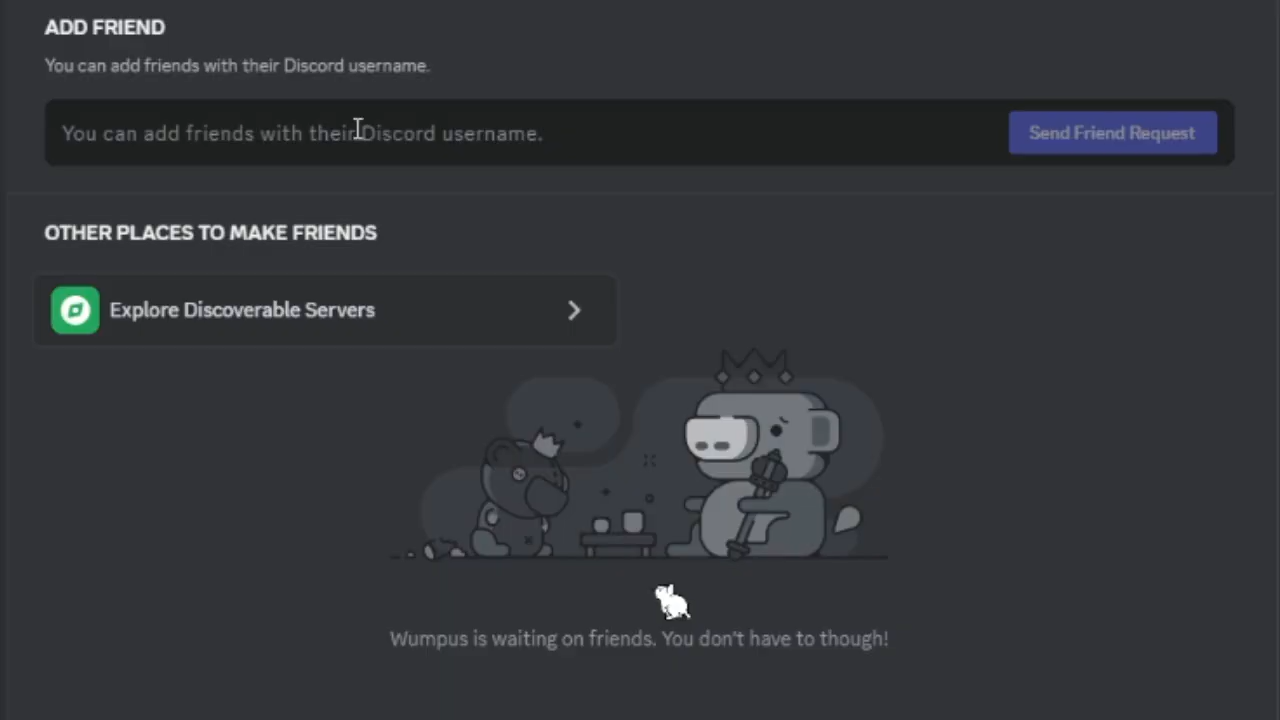 ADD FRIEND
You can add friends with their Discord username.
You can add friends with their Discord username.
Send Friend Request
OTHER PLACES TO MAKE FRIENDS
Explore Discoverable Servers
Wumpus is waiting on friends. You don't have to though!